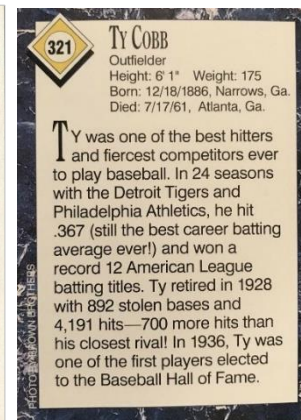 321
TY COBB
Outfielder
Height: 6' 1" Weight: 175
Born: 12/18/1886, Narrows, Ga.
Died: 7/17/61, Atlanta, Ga.
TY was one of the best hitters
and fiercest competitors ever
to play baseball. In 24 seasons
with the Detroit Tigers and
Philadelphia Athletics, he hit
.367 (still the best career batting
average ever!) and won a
record 12 American League
batting titles. Ty retired in 1928
with 892 stolen bases and
4,191 hits—700 more hits than
his closest rival! In 1936, Ty was
one of the first players elected
to the Baseball Hall of Fame.
PHOTO BY BROWN BROTHERS